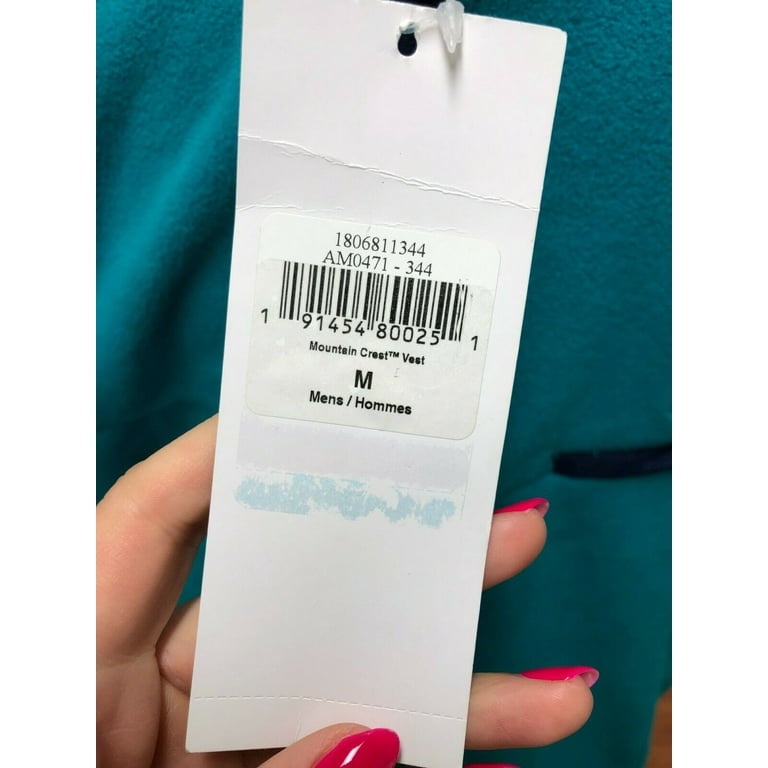 1806811344
AM0471 - 344
1 91454 80025 1
Mountain Crest™ Vest
M
Mens / Hommes